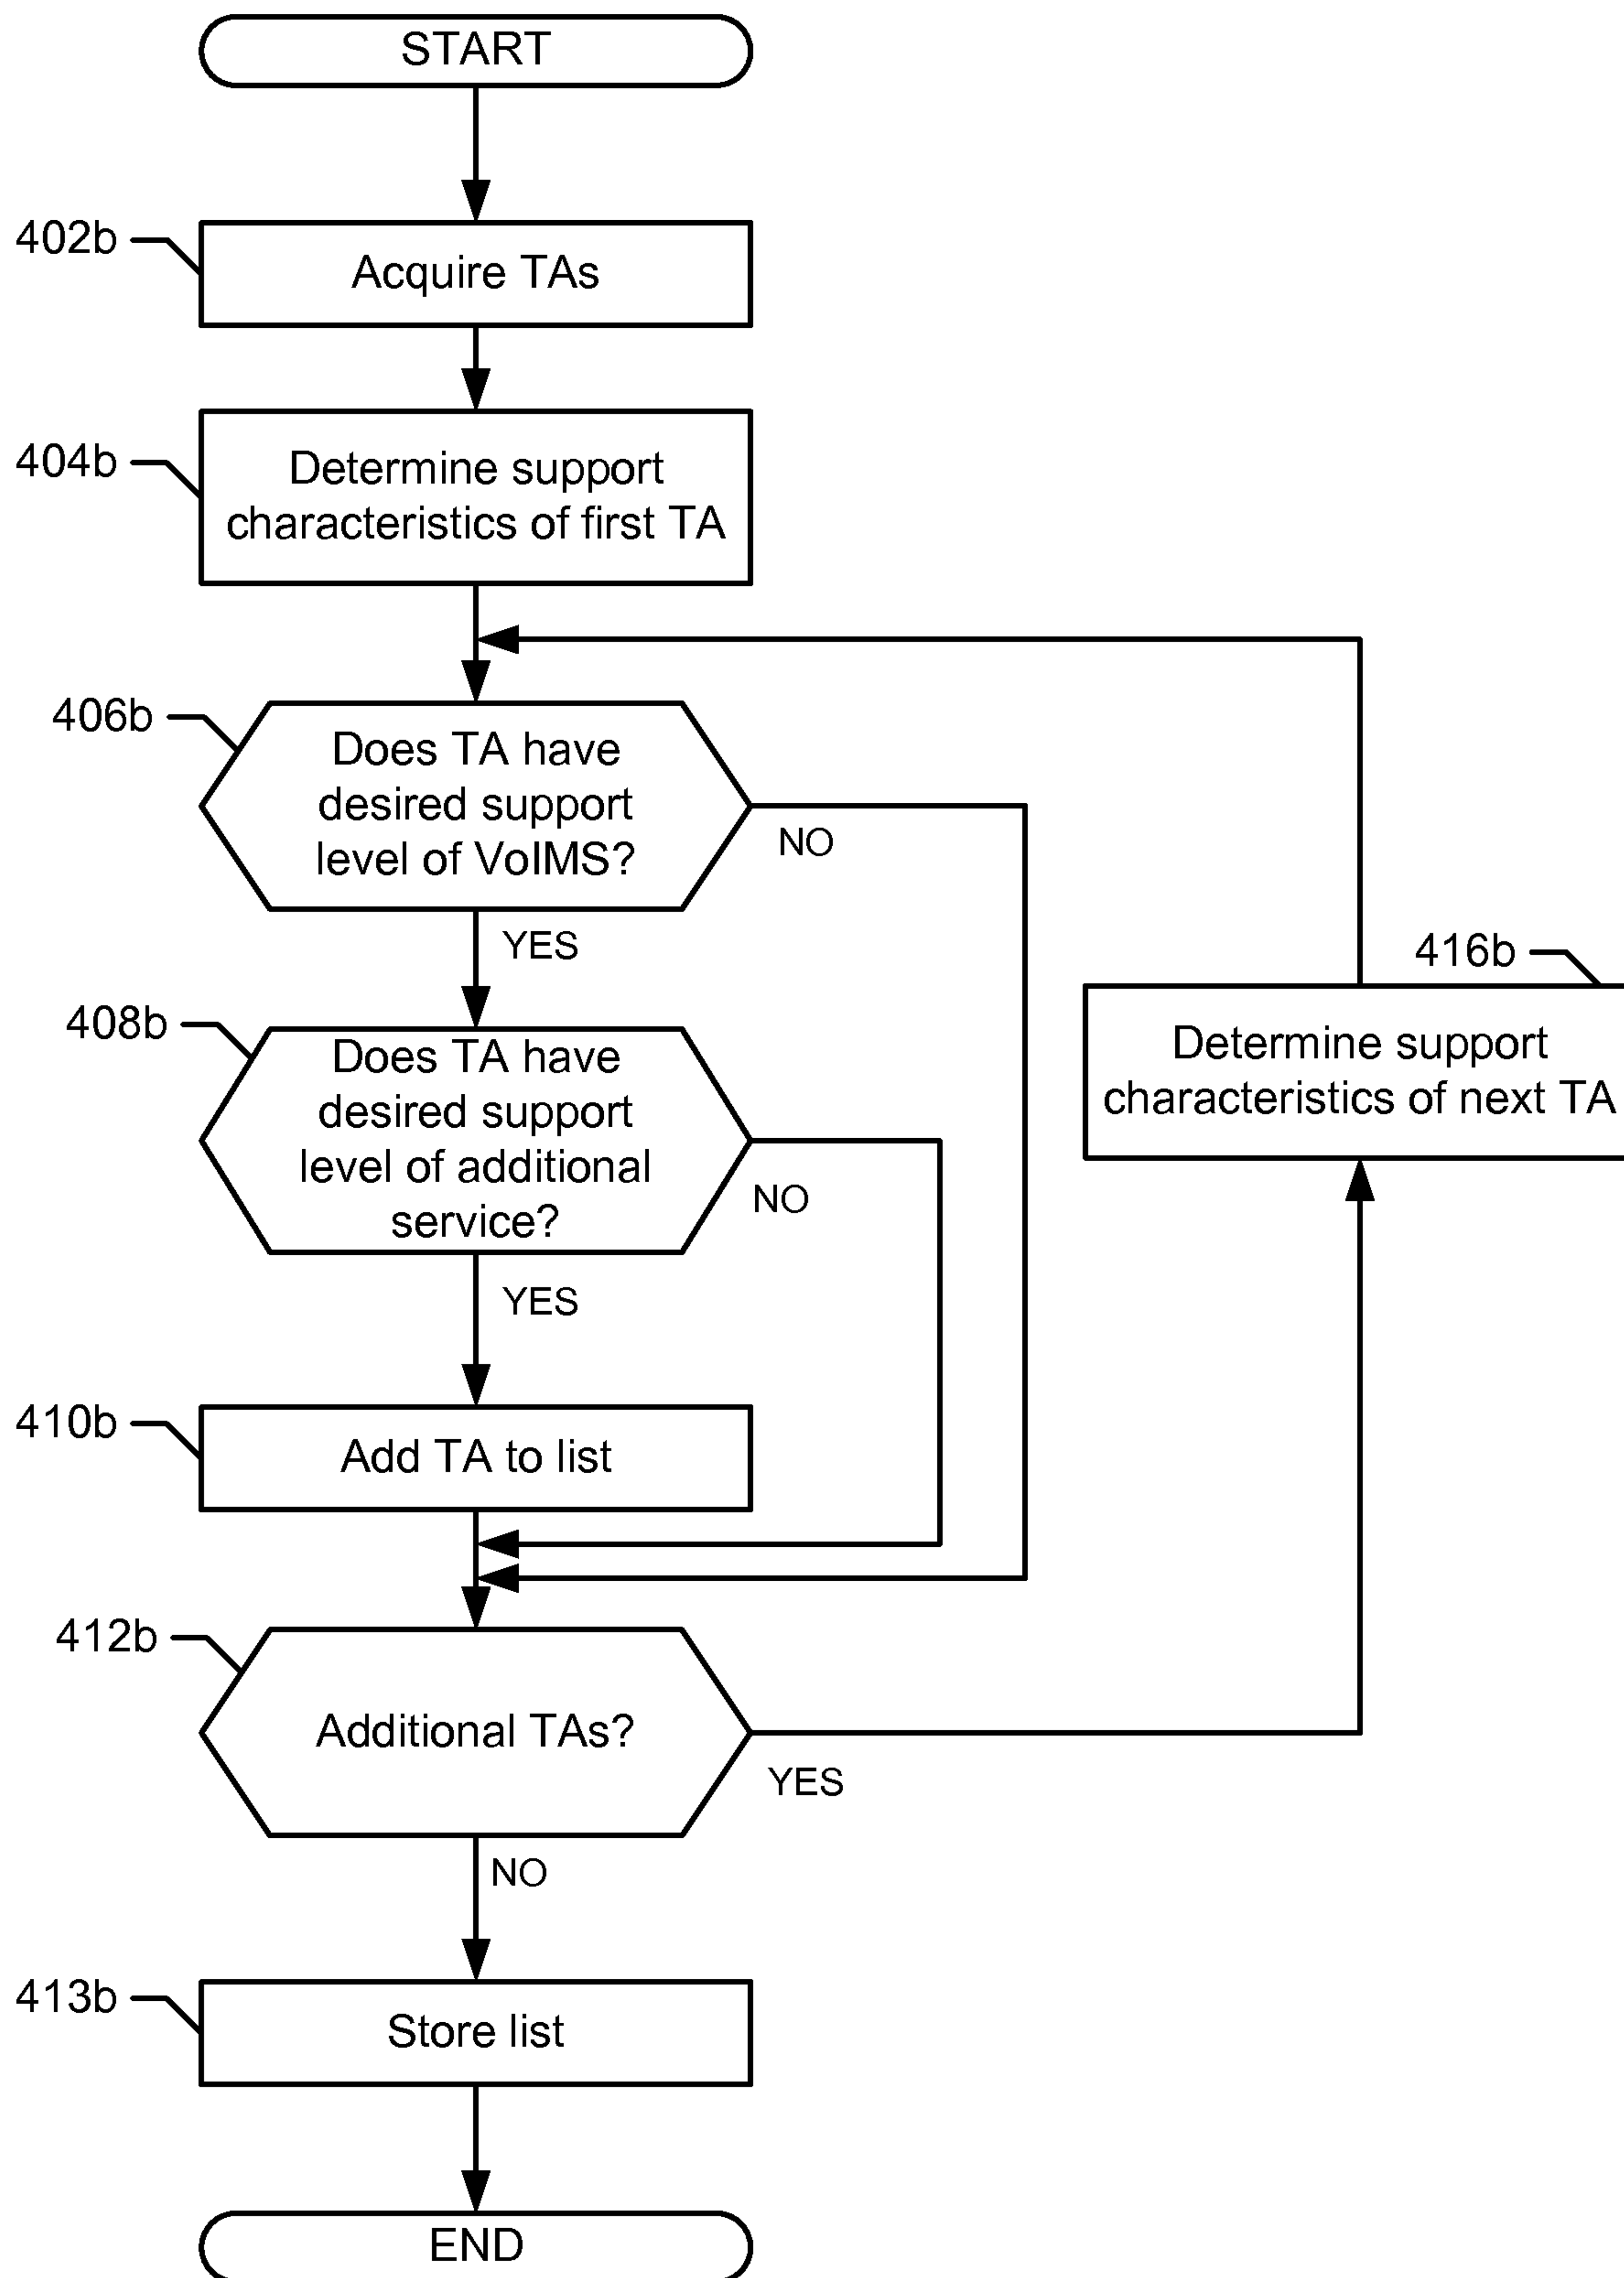 START
402b
Acquire TAs
404b
Determine support
characteristics of first TA
406b
Does TA have
desired support
level of VoIMS?
NO
YES
416b
Determine support
characteristics of next TA
408b
Does TA have
desired support
level of additional
service?
NO
YES
410b
Add TA to list
412b
Additional TAs?
YES
NO
413b
Store list
END